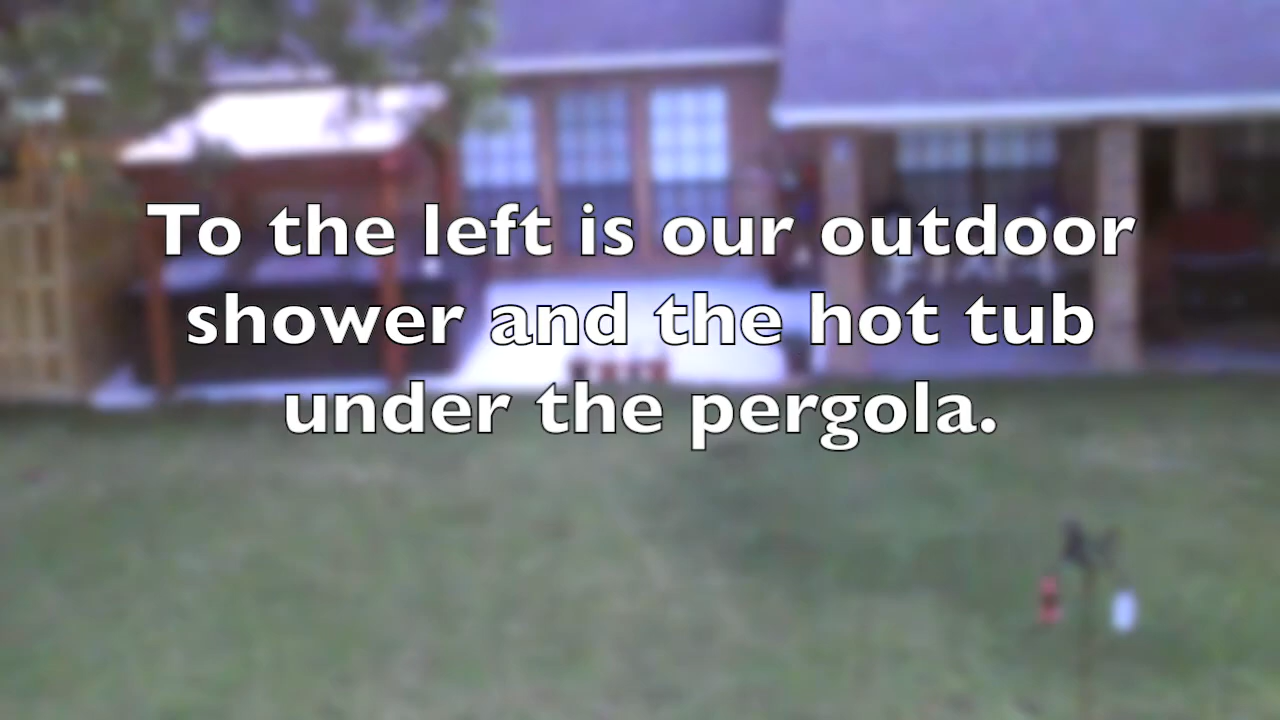 To the left is our outdoor
shower and the hot tub
under the pergola.